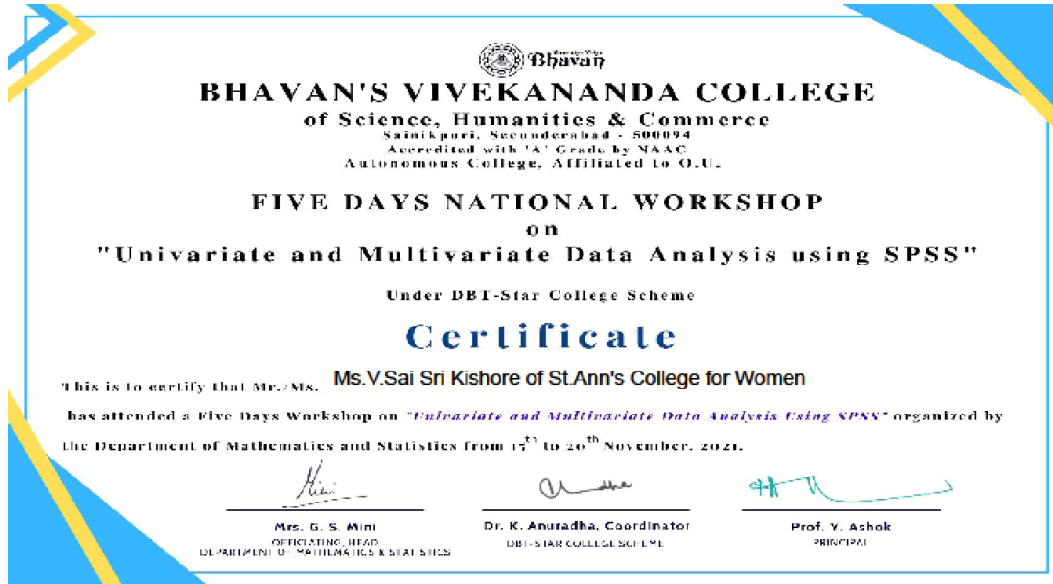 Bhavan
BHAVAN'S VIVEKANANDA COLLEGE
of Science, Humanities & Commerce
Sainikpuri, Secunderabad - 500094
Accredited with 'A' Grade by NAAC
Autonomous College, Affiliated to O.U.
FIVE DAYS NATIONAL WORKSHOP
on
"Univariate and Multivariate Data Analysis using SPSS"
Under DBT-Star College Scheme
Certificate
This is to certify that Mr./Ms. Ms.V.Sai Sri Kishore of St.Ann's College for Women
has attended a Five Days Workshop on "Univariate and Multivariate Data Analysis Using SPSS" organized by
the Department of Mathematics and Statistics from 15th to 20th November, 2021.
Mini
Mrs. G. S. Mini Dr. K. Anuradha, Coordinator Prof. Y. Ashok
OFFICIATING, HEAD DBT-STAR COLLEGE SCHEME PRINCIPAL
DEPARTMENT OF MATHEMATICS & STATISTICS